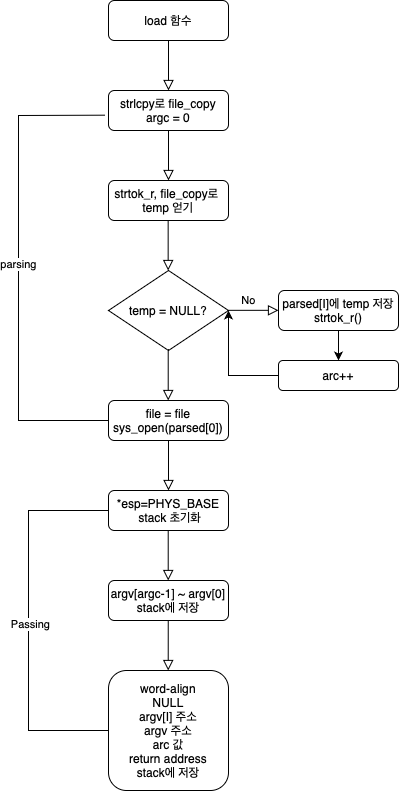 load 함수
strlcpy로 file_copy
argc = 0
strtok_r, file_copy로
temp 얻기
parsing
temp = NULL?
No
parsed[I]에 temp 저장
strtok_r()
arc++
file = file
sys_open(parsed[0])
*esp=PHYS_BASE
stack 초기화
argv[argc-1] ~ argv[0]
stack에 저장
Passing
word-align
NULL
argv[I] 주소
argv 주소
arc 값
return address
stack에 저장